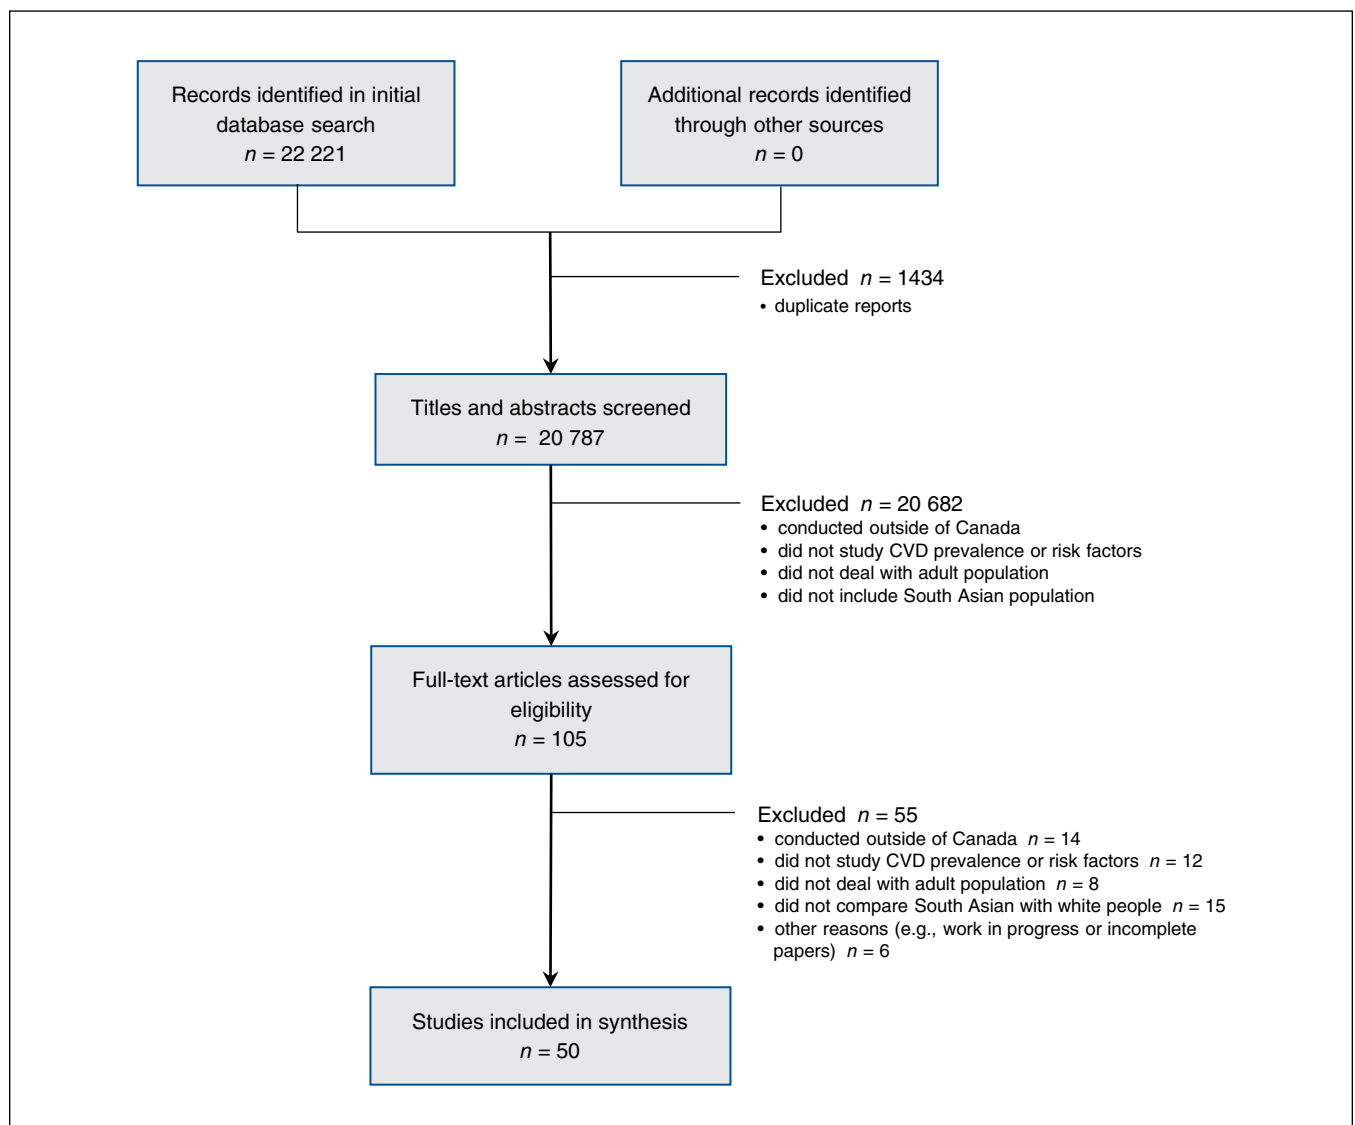 Records identified in initial
database search
n = 22 221
Additional records identified
through other sources
n = 0
Excluded n = 1434
• duplicate reports
Titles and abstracts screened
n = 20 787
Excluded n = 20 682
• conducted outside of Canada
• did not study CVD prevalence or risk factors
• did not deal with adult population
• did not include South Asian population
Full-text articles assessed for
eligibility
n = 105
Excluded n = 55
• conducted outside of Canada n = 14
• did not study CVD prevalence or risk factors n = 12
• did not deal with adult population n = 8
• did not compare South Asian with white people n = 15
• other reasons (e.g., work in progress or incomplete
papers) n = 6
Studies included in synthesis
n = 50